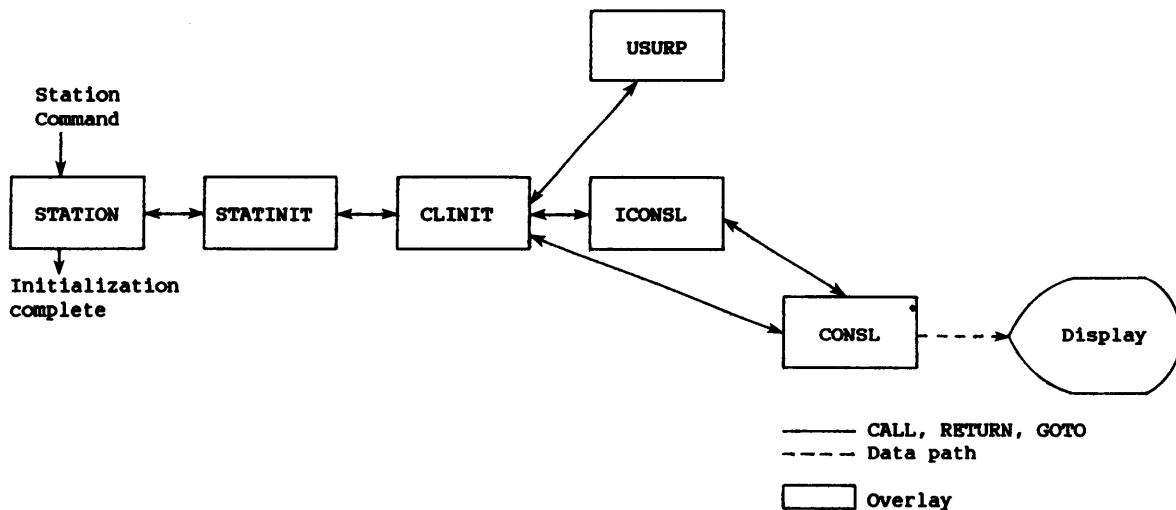 USURP
Station
Command
STATION
STATINIT
CLINIT
ICONSL
Initialization
complete
CONSL
Display
CALL, RETURN, GOTO
Data path
Overlay